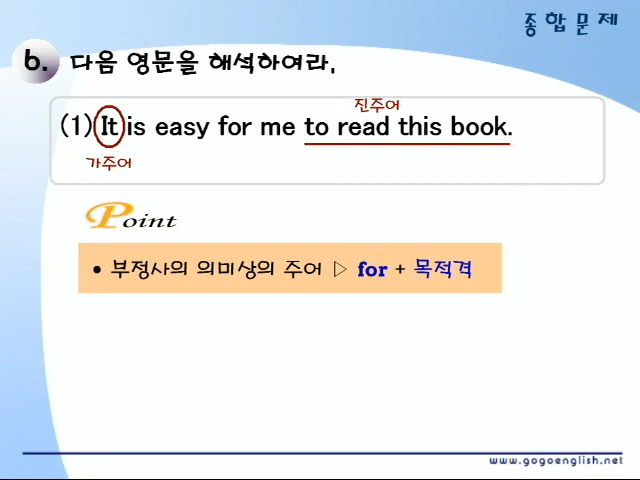 종합문제
b. 다음 영문을 해석하여라.
진주어
(1) It is easy for me to read this book.
가주어
Point
• 부정사의 의미상의 주어 ▷ for + 목적격
www.gogoenglish.net